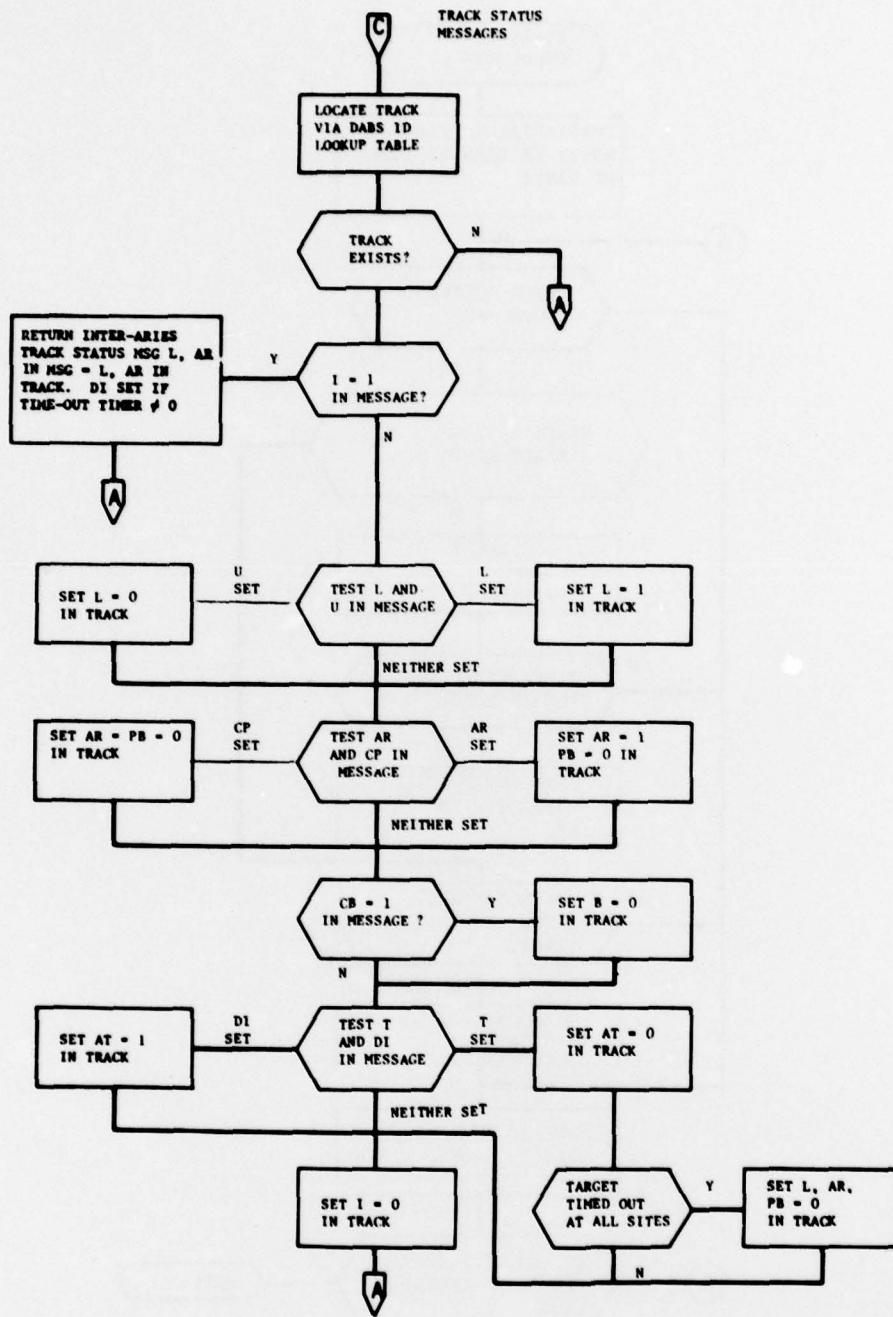 C
TRACK STATUS
MESSAGES
LOCATE TRACK
VIA DABS ID
LOOKUP TABLE
TRACK
EXISTS?
N
A
RETURN INTER-ARIES
TRACK STATUS MSG L, AR
IN MSG = L, AR IN
TRACK. DI SET IF
TIME-OUT TIMER ≠ 0
Y
I = 1
IN MESSAGE?
N
A
SET L = 0
IN TRACK
U
SET
TEST L AND
U IN MESSAGE
L
SET
SET L = 1
IN TRACK
NEITHER SET
SET AR = PB = 0
IN TRACK
CP
SET
TEST AR
AND CP IN
MESSAGE
AR
SET
SET AR = 1
PB = 0 IN
TRACK
NEITHER SET
CB = 1
IN MESSAGE ?
Y
SET B = 0
IN TRACK
N
SET AT = 1
IN TRACK
DI
SET
TEST T
AND DI
IN MESSAGE
T
SET
SET AT = 0
IN TRACK
NEITHER SET
SET I = 0
IN TRACK
TARGET
TIMED OUT
AT ALL SITES
Y
SET L, AR,
PB = 0
IN TRACK
N
A